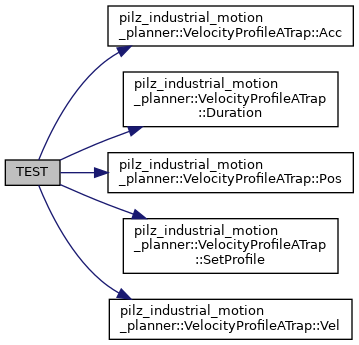 pilz_industrial_motion
_planner::VelocityProfileATrap::Acc
pilz_industrial_motion
_planner::VelocityProfileATrap
::Duration
TEST
pilz_industrial_motion
_planner::VelocityProfileATrap::Pos
pilz_industrial_motion
_planner::VelocityProfileATrap
::SetProfile
pilz_industrial_motion
_planner::VelocityProfileATrap::Vel